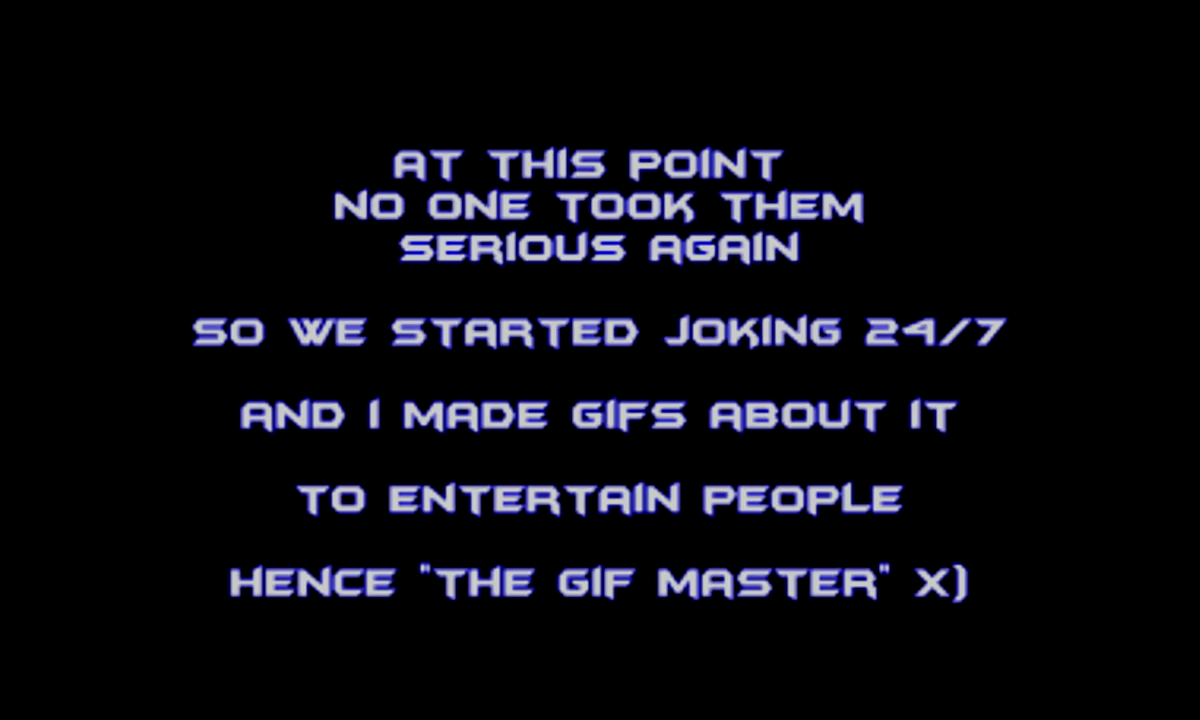 AT THIS POINT
NO ONE TOOK THEM
SERIOUS AGAIN
SO WE STARTED JOKING 24/7
AND I MADE GIFS ABOUT IT
TO ENTERTAIN PEOPLE
HENCE "THE GIF MASTER" X)